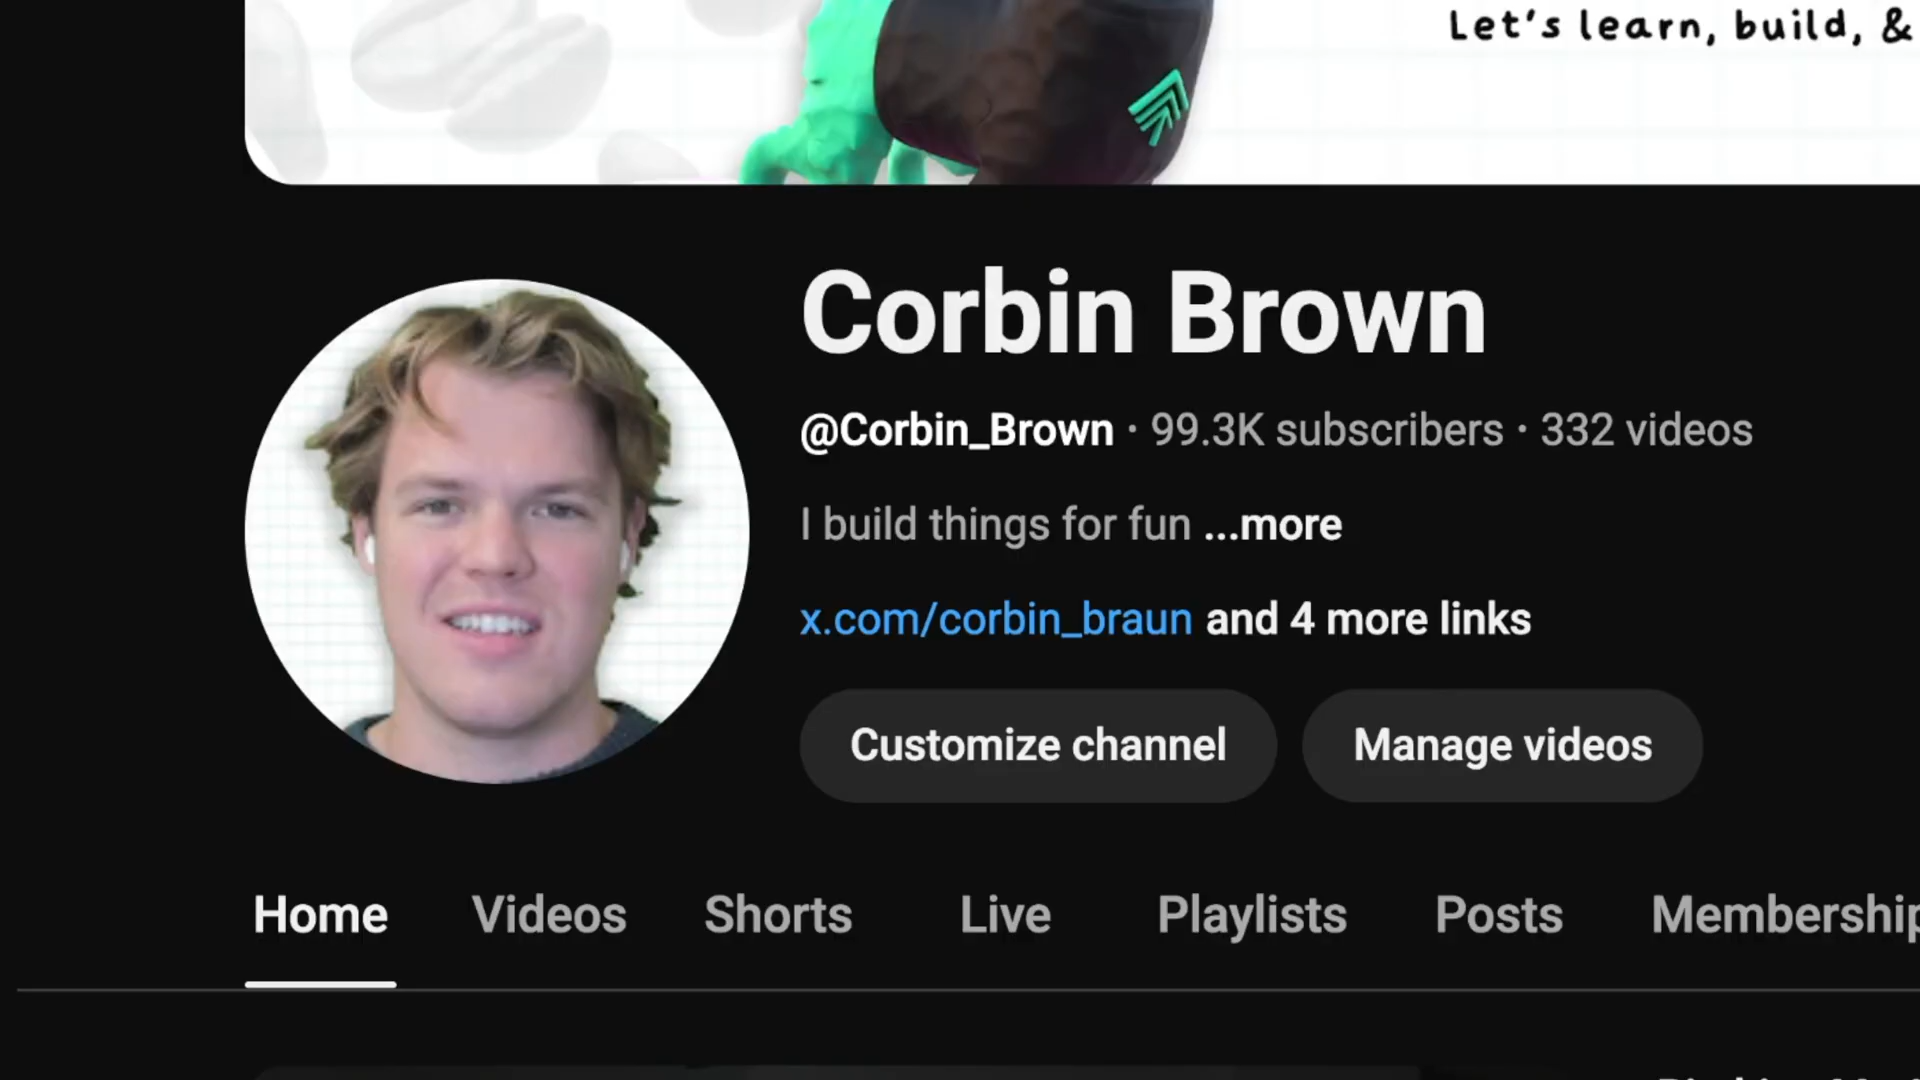 Let's learn, build, &
Corbin Brown
@Corbin_Brown · 99.3K subscribers · 332 videos
I build things for fun ...more
x.com/corbin_braun and 4 more links
Customize channel Manage videos
Home Videos Shorts Live Playlists Posts Membership